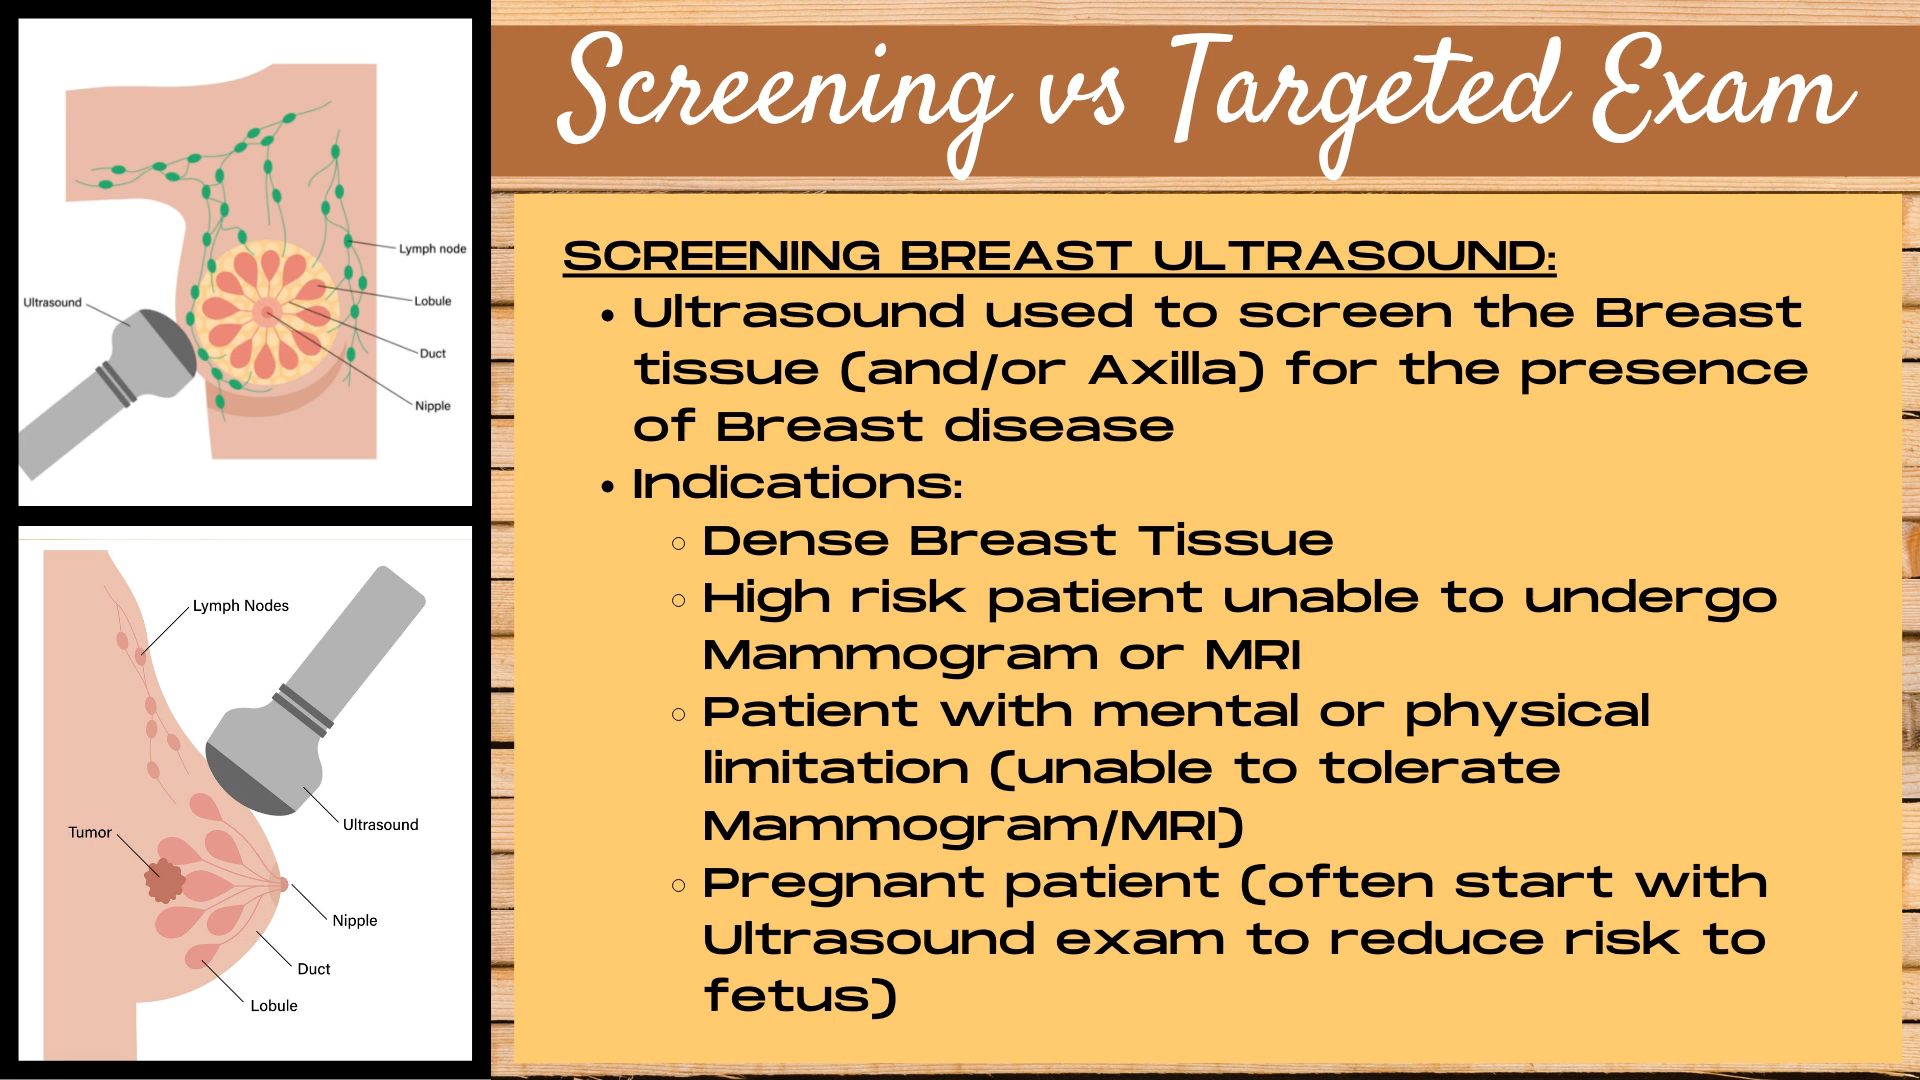 Screening vs Targeted Exam
SCREENING BREAST ULTRASOUND:
• Ultrasound used to screen the Breast
tissue (and/or Axilla) for the presence
of Breast disease
• Indications:
○ Dense Breast Tissue
○ High risk patient unable to undergo
Mammogram or MRI
○ Patient with mental or physical
limitation (unable to tolerate
Mammogram/MRI)
○ Pregnant patient (often start with
Ultrasound exam to reduce risk to
fetus)
Lymph node
Ultrasound
Lobule
Duct
Nipple
Lymph Nodes
Ultrasound
Tumor
Nipple
Duct
Lobule